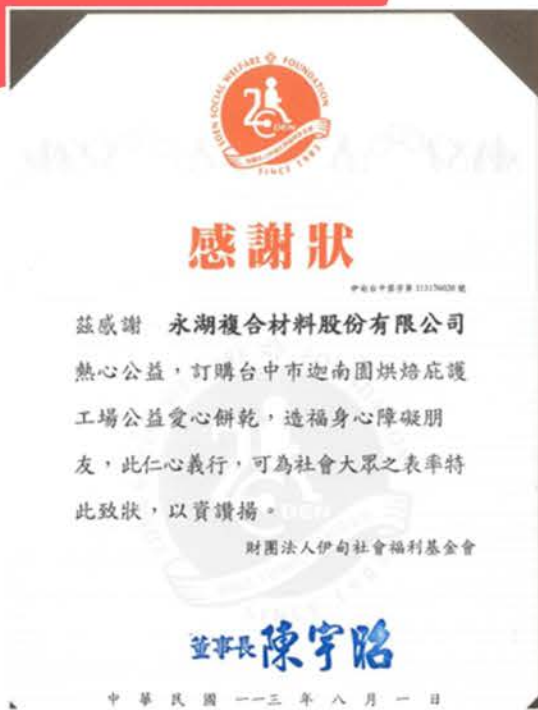 EDEN SOCIAL WELFARE FOUNDATION
EDEN
SINCE 1982
感謝狀
茲感謝 永湖複合材料股份有限公司
熱心公益，訂購台中市迦南園烘焙庇護
工場公益愛心餅乾，造福身心障礙朋
友，此仁心義行，可為社會大眾之表率特
此致狀，以資讚揚。
財團法人伊甸社會福利基金會
董事長 陳宇昭
中華民國一一三年八月一日